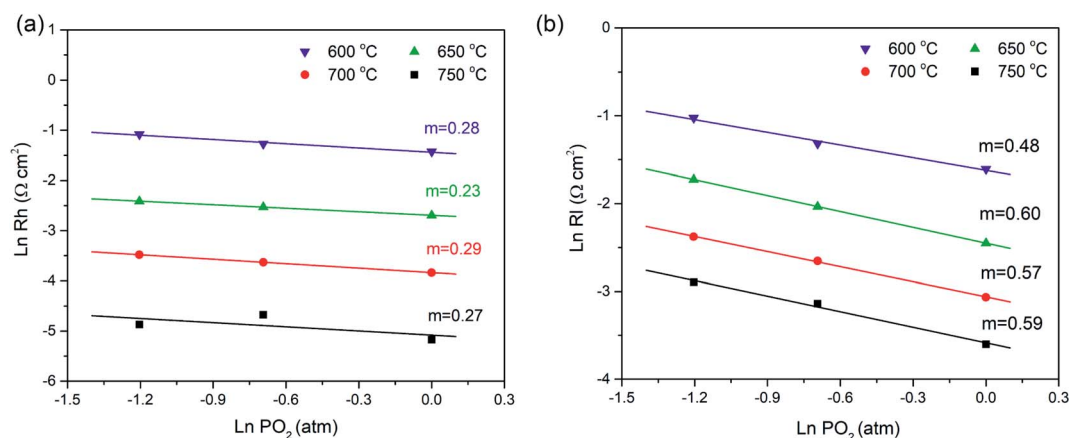 (a)
1
0
-1
-2
-3
-4
-5
-6
Ln Rh (Ω cm²)
600 °C
650 °C
700 °C
750 °C
m=0.28
m=0.23
m=0.29
m=0.27
-1.5
-1.2
-0.9
-0.6
-0.3
0.0
0.3
Ln PO₂ (atm)
(b)
0
-1
-2
-3
-4
Ln Rl (Ω cm²)
600 °C
650 °C
700 °C
750 °C
m=0.48
m=0.60
m=0.57
m=0.59
-1.5
-1.2
-0.9
-0.6
-0.3
0.0
0.3
Ln PO₂ (atm)